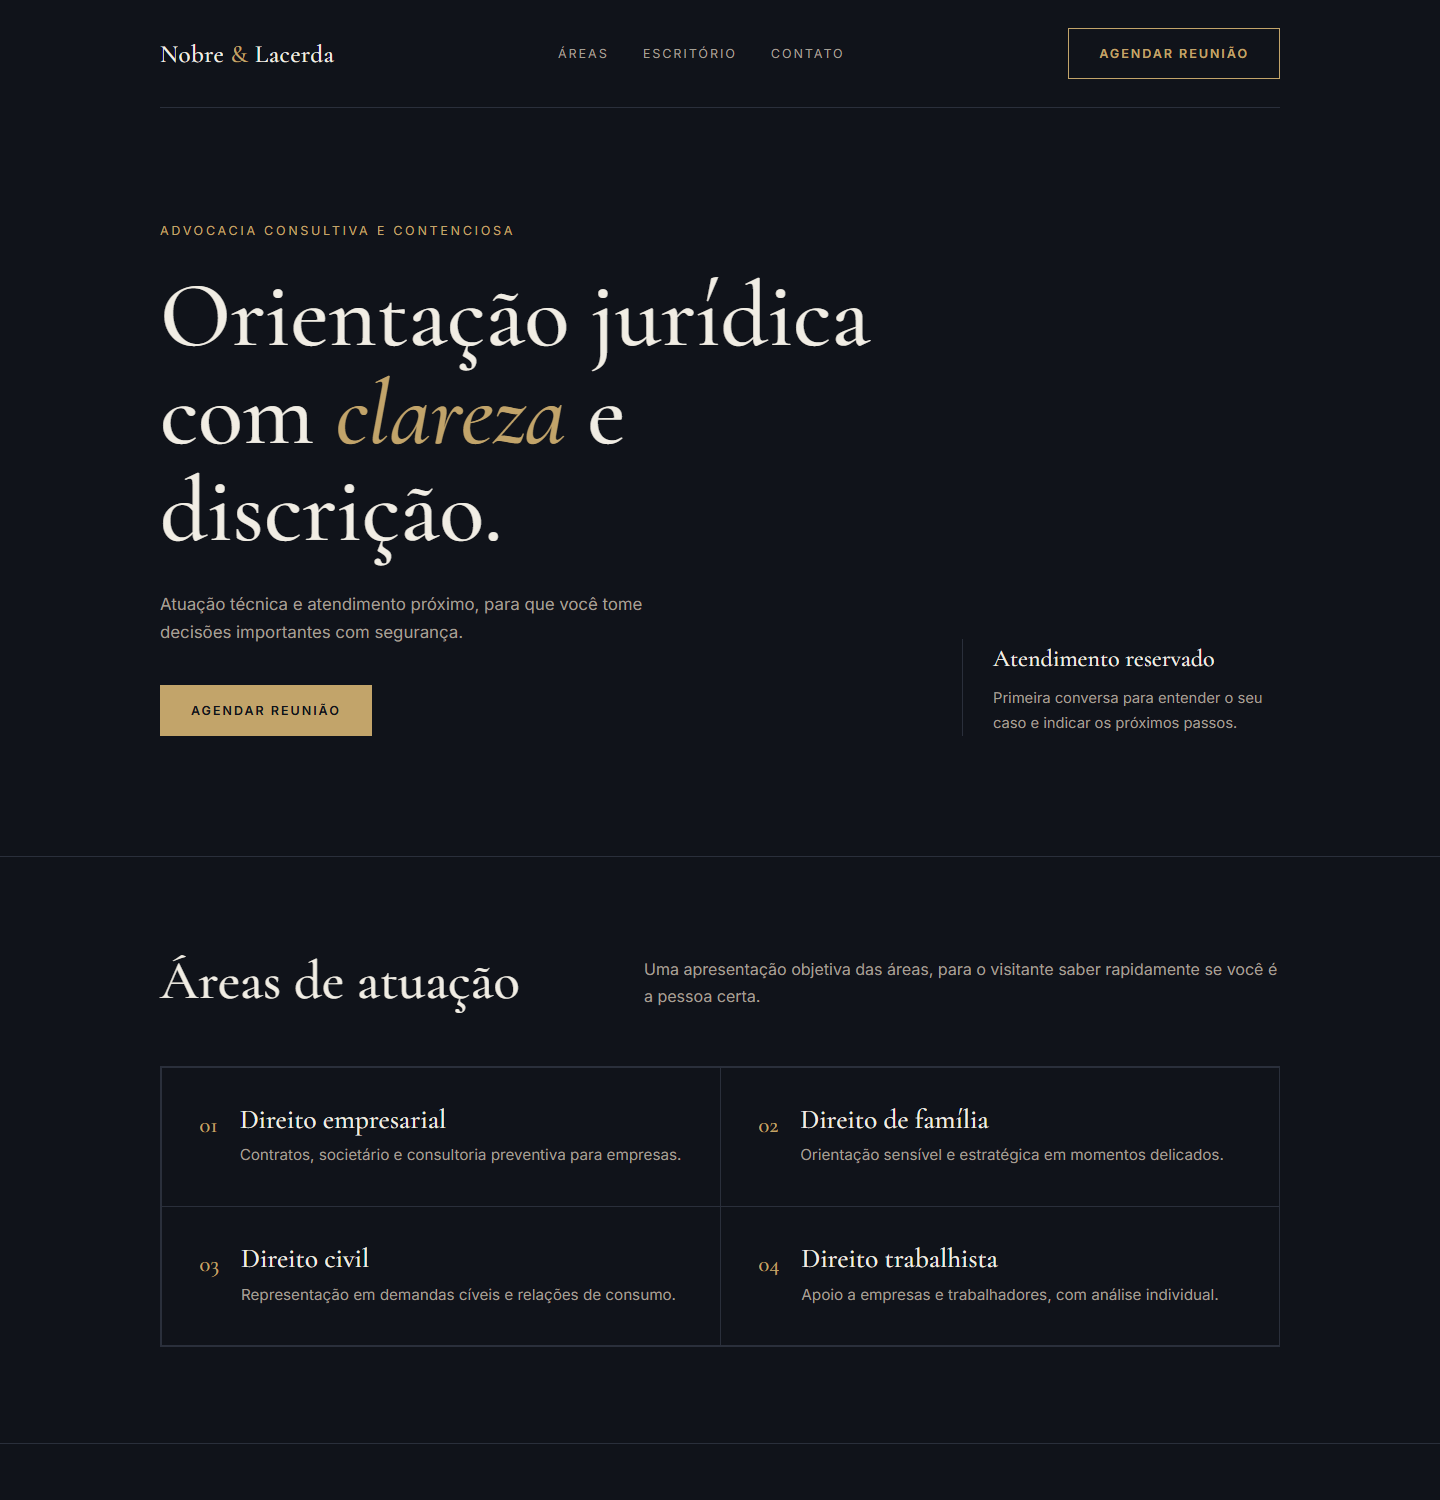 Nobre & Lacerda
ÁREAS
ESCRITÓRIO
CONTATO
AGENDAR REUNIÃO
ADVOCACIA CONSULTIVA E CONTENCIOSA
Orientação jurídica
com clareza e
discrição.
Atuação técnica e atendimento próximo, para que você tome
decisões importantes com segurança.
AGENDAR REUNIÃO
Atendimento reservado
Primeira conversa para entender o seu
caso e indicar os próximos passos.
Áreas de atuação
Uma apresentação objetiva das áreas, para o visitante saber rapidamente se você é
a pessoa certa.
01
Direito empresarial
Contratos, societário e consultoria preventiva para empresas.
02
Direito de família
Orientação sensível e estratégica em momentos delicados.
03
Direito civil
Representação em demandas cíveis e relações de consumo.
04
Direito trabalhista
Apoio a empresas e trabalhadores, com análise individual.